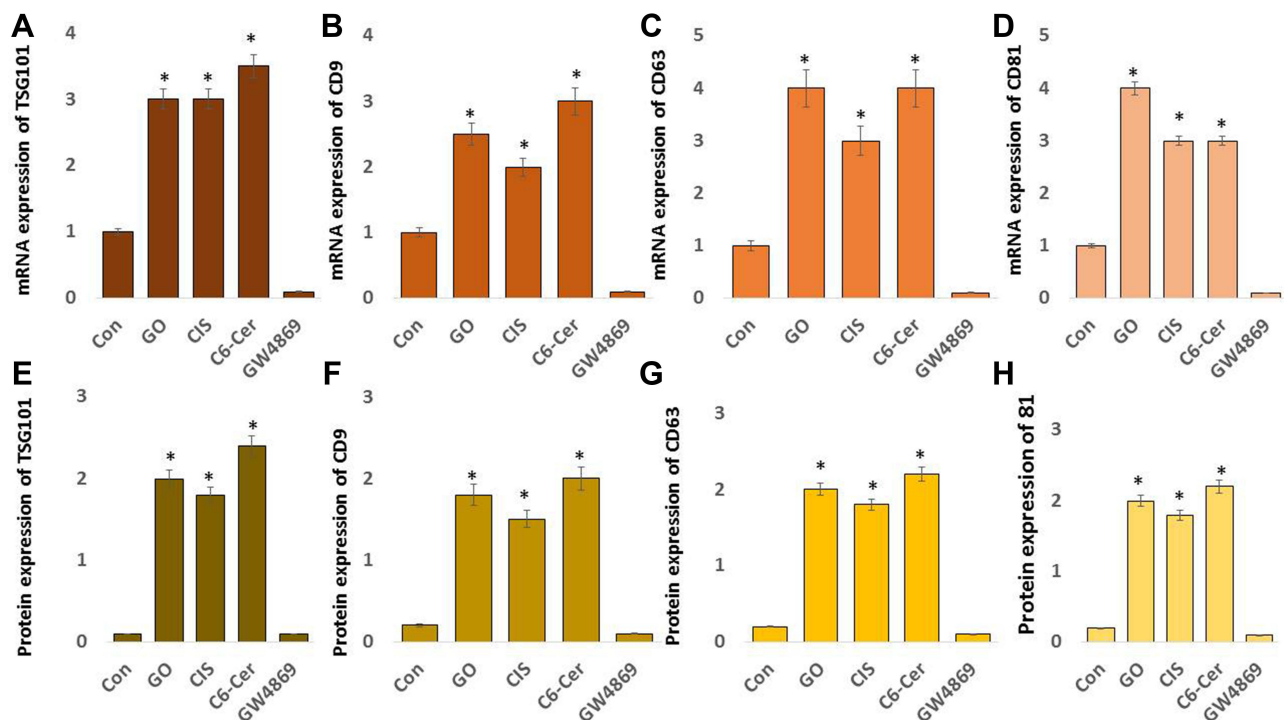 A
mRNA expression of TSG101
4
3
2
1
0
*
*
*
Con
GO
CIS
C6-Cer
GW4869
B
mRNA expression of CD9
4
3
2
1
0
*
*
*
Con
GO
CIS
C6-Cer
GW4869
C
mRNA expression of CD63
5
4
3
2
1
0
*
*
*
Con
GO
CIS
C6-Cer
GW4869
D
mRNA expression of CD81
5
4
3
2
1
0
*
*
*
Con
GO
CIS
C6-Cer
GW4869
E
Protein expression of TSG101
3
2
1
0
*
*
*
Con
GO
CIS
C6-Cer
GW4869
F
Protein expression of CD9
3
2
1
0
*
*
*
Con
GO
CIS
C6-Cer
GW4869
G
Protein expression of CD63
3
2
1
0
*
*
*
Con
GO
CIS
C6-Cer
GW4869
H
Protein expression of 81
3
2
1
0
*
*
*
Con
GO
CIS
C6-Cer
GW4869